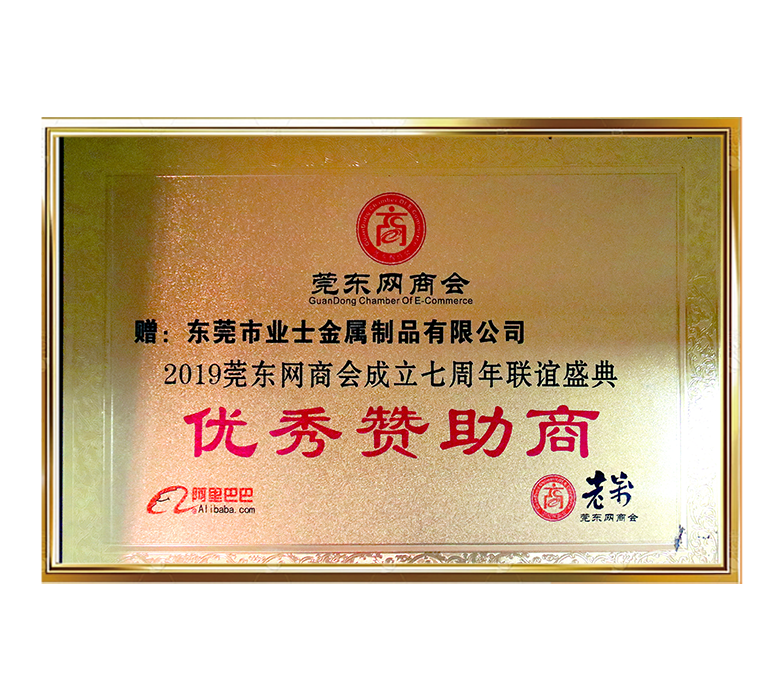 商
莞东网商会
GuanDong Chamber Of E-Commerce
赠：东莞市业士金属制品有限公司
2019莞东网商会成立七周年联谊盛典
优秀赞助商
阿里巴巴
Alibaba.com
商
莞东网商会